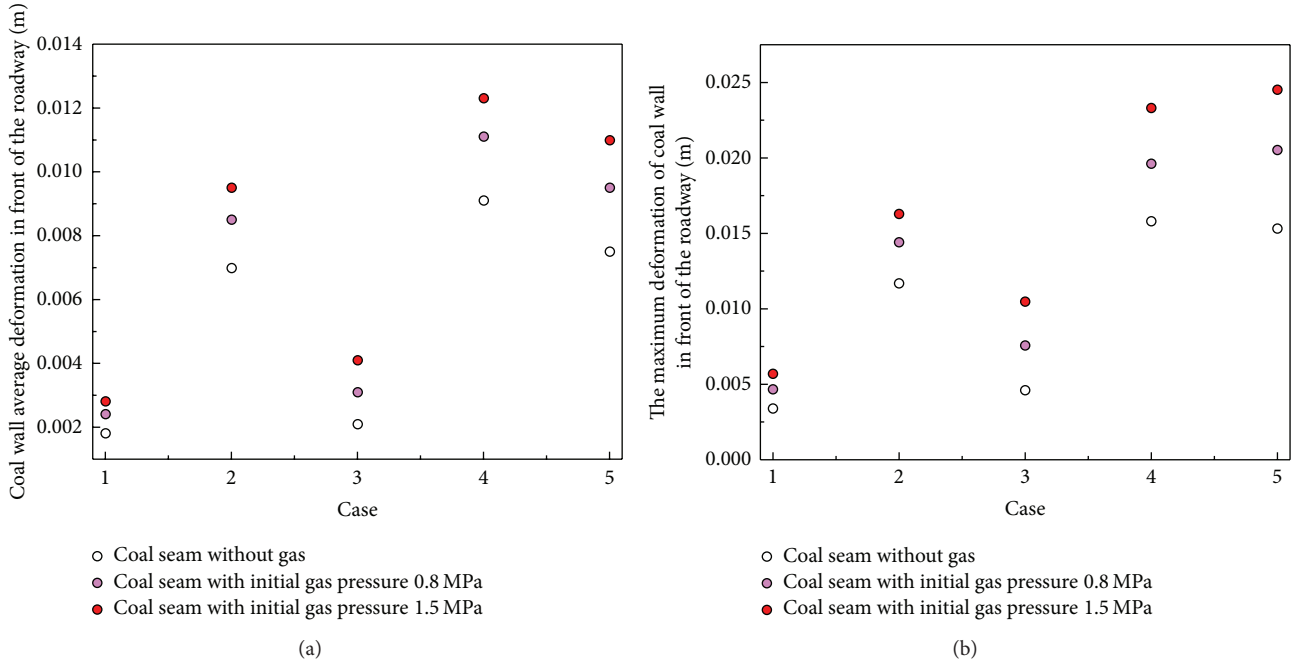 Coal wall average deformation in front of the roadway (m)
0.014
0.012
0.010
0.008
0.006
0.004
0.002
1 2 3 4 5
Case
Coal seam without gas
Coal seam with initial gas pressure 0.8 MPa
Coal seam with initial gas pressure 1.5 MPa
(a)
The maximum deformation of coal wall
in front of the roadway (m)
0.025
0.020
0.015
0.010
0.005
0.000
1 2 3 4 5
Case
Coal seam without gas
Coal seam with initial gas pressure 0.8 MPa
Coal seam with initial gas pressure 1.5 MPa
(b)